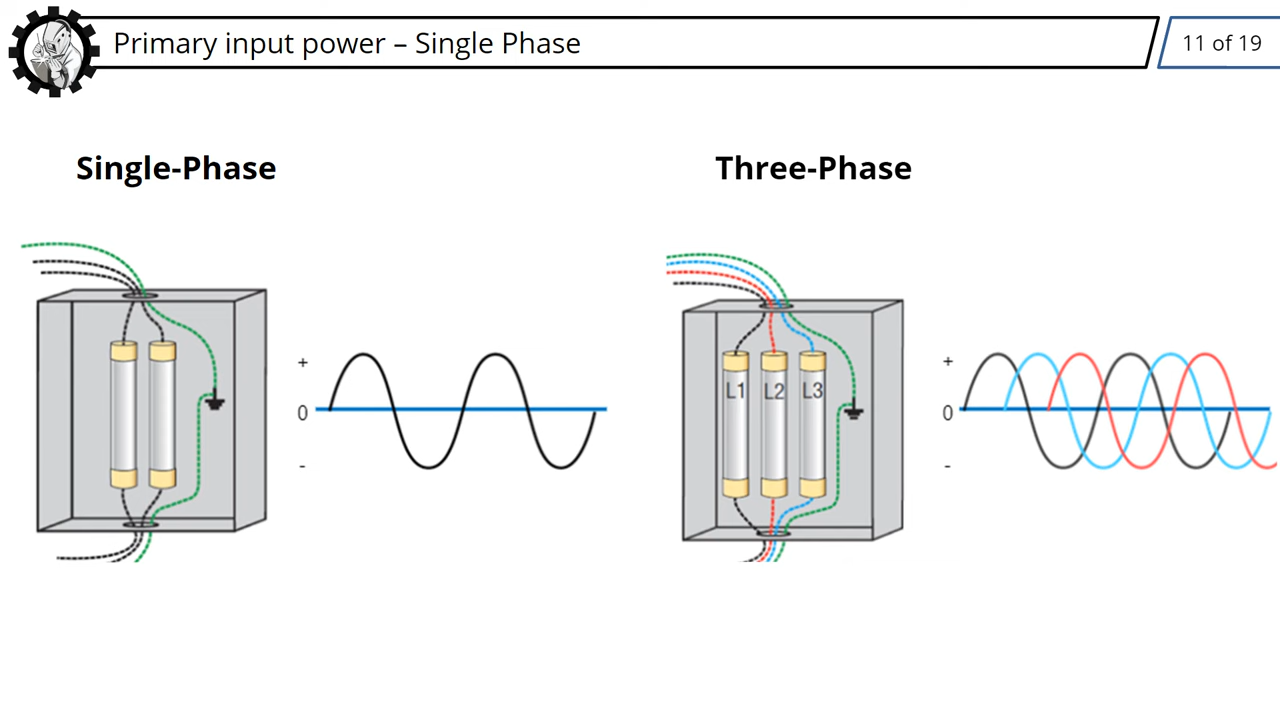 Primary input power – Single Phase
11 of 19
Single-Phase
Three-Phase
+
0
-
L1 L2 L3
+
0
-